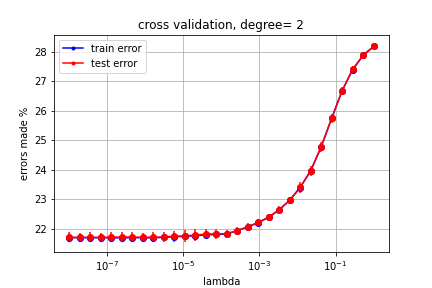 cross validation, degree= 2
train error
test error
errors made %
28
27
26
25
24
23
22
10^-7
10^-5
10^-3
10^-1
lambda